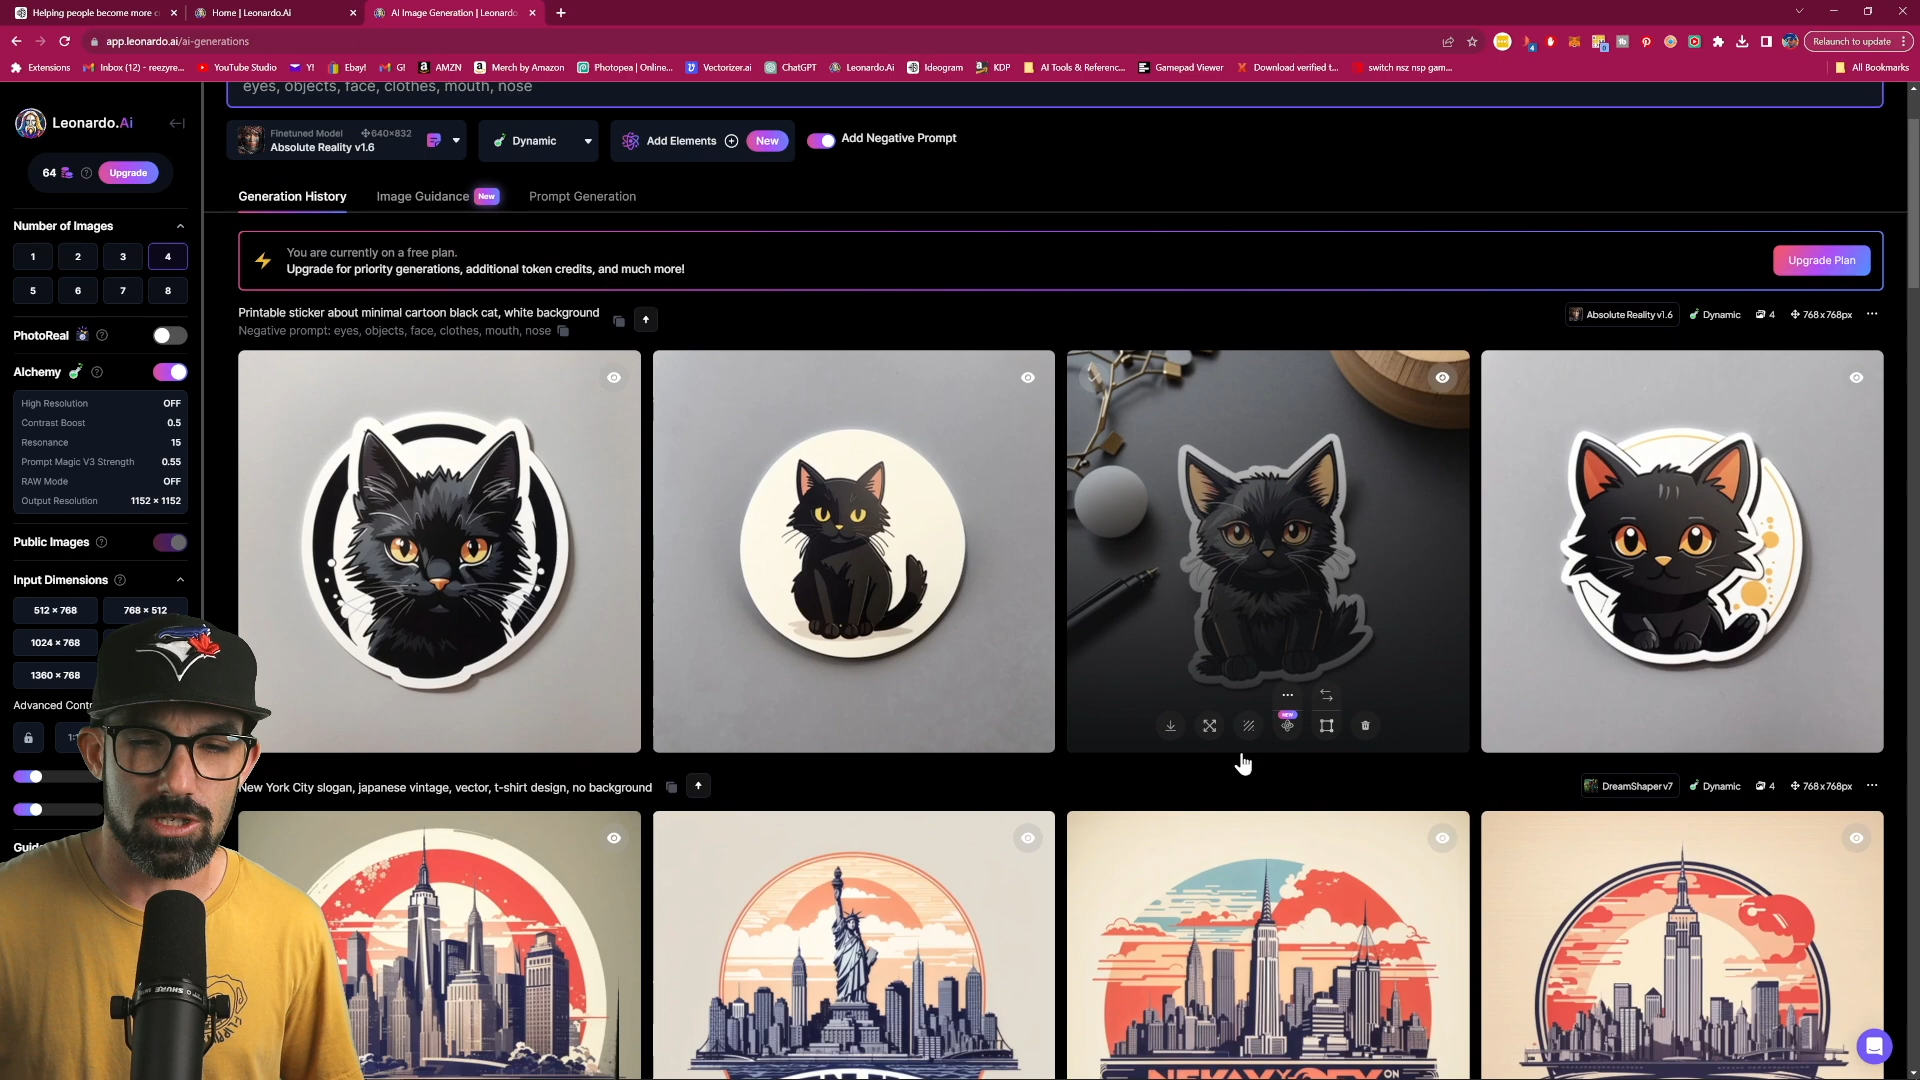 Helping people become more c
Home | Leonardo.Ai
AI Image Generation | Leonardo
app.leonardo.ai/ai-generations
Relaunch to update
Extensions
Inbox (12) - reezyre...
YouTube Studio
Y!
Ebay!
G!
AMZN
Merch by Amazon
Photopea | Online...
Vectorizer.ai
ChatGPT
Leonardo.Ai
Ideogram
KDP
AI Tools & Referenc...
Gamepad Viewer
Download verified t...
switch nsz nsp gam...
All Bookmarks
eyes, objects, face, clothes, mouth, nose
Leonardo.Ai
64
Upgrade
Finetuned Model
640×832
Absolute Reality v1.6
Dynamic
Add Elements
New
Add Negative Prompt
Generation History
Image Guidance New
Prompt Generation
Number of Images
1 2 3 4
5 6 7 8
PhotoReal
Alchemy
High Resolution OFF
Contrast Boost 0.5
Resonance 15
Prompt Magic V3 Strength 0.55
RAW Mode OFF
Output Resolution 1152 × 1152
Public Images
Input Dimensions
512 × 768
768 × 512
1024 × 768
1360 × 768
Advanced Cont
1:1
Guid
You are currently on a free plan.
Upgrade for priority generations, additional token credits, and much more!
Upgrade Plan
Printable sticker about minimal cartoon black cat, white background
Negative prompt: eyes, objects, face, clothes, mouth, nose
Absolute Reality v1.6
Dynamic
4
768x768px
NEW
New York City slogan, japanese vintage, vector, t-shirt design, no background
DreamShaper v7
Dynamic
4
768x768px
SHURE